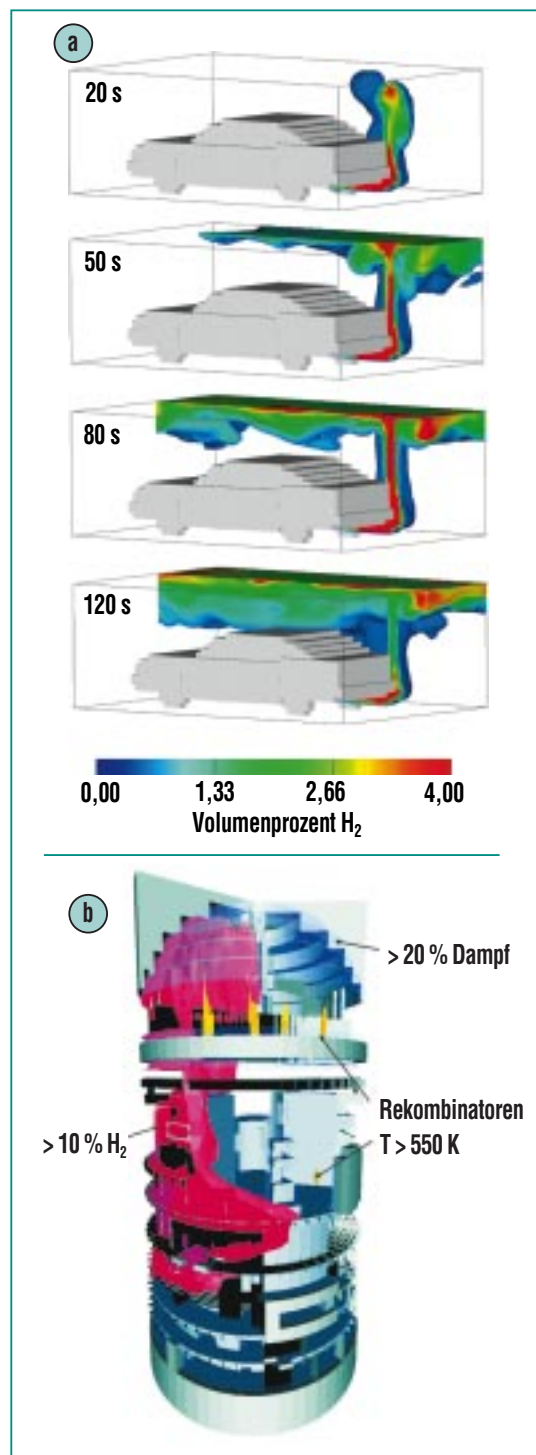 a
20 s
50 s
80 s
120 s
0,00 1,33 2,66 4,00
Volumenprozent H₂
b
> 20 % Dampf
Rekombinatoren
T > 550 K
> 10 % H₂